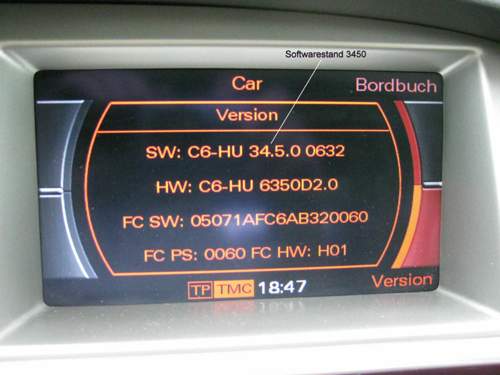 Softwarestand 3450
Car
Bordbuch
Version
SW: C6-HU 34.5.0 0632
HW: C6-HU 6350D2.0
FC SW: 05071AFC6AB320060
FC PS: 0060 FC HW: H01
TP TMC 18:47
Version